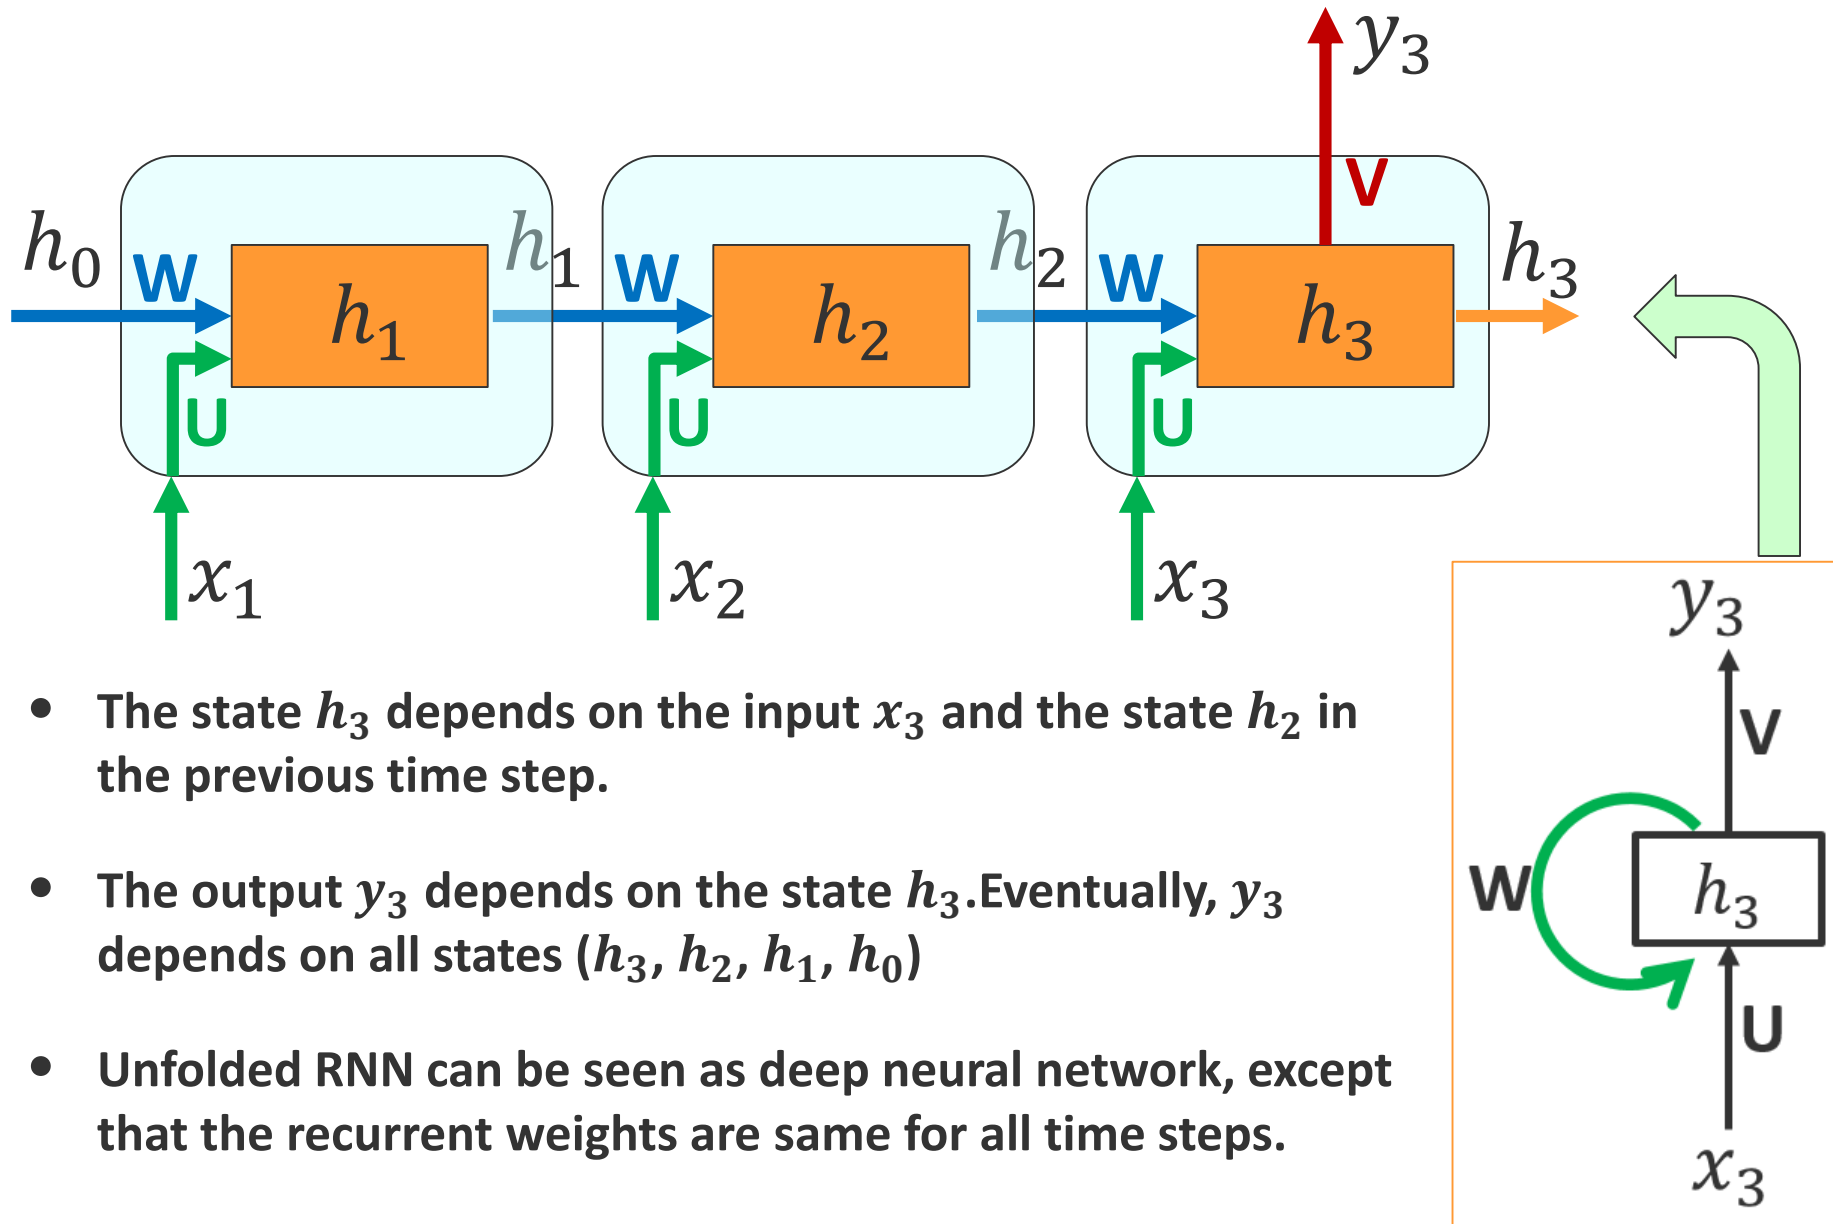 y₃
V
h₀ W h₁ h₁ W h₂ h₂ W h₃ h₃
U U U
x₁ x₂ x₃
• The state h₃ depends on the input x₃ and the state h₂ in
the previous time step.
• The output y₃ depends on the state h₃.Eventually, y₃
depends on all states (h₃, h₂, h₁, h₀)
• Unfolded RNN can be seen as deep neural network, except
that the recurrent weights are same for all time steps.
y₃
V
W h₃
U
x₃